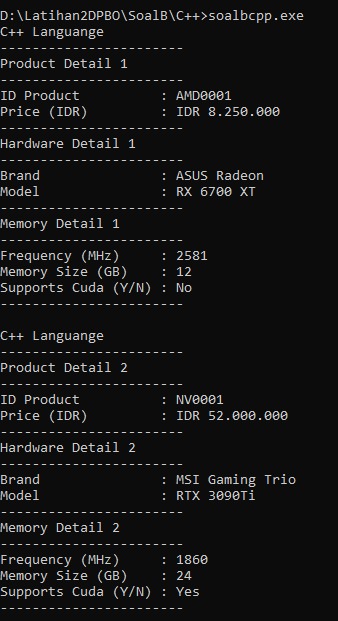 D:\Latihan2DPBO\SoalB\C++>soalbcpp.exe
C++ Languange
-----------------------
Product Detail 1
-----------------------
ID Product          : AMD0001
Price (IDR)         : IDR 8.250.000
-----------------------
Hardware Detail 1
-----------------------
Brand               : ASUS Radeon
Model               : RX 6700 XT
-----------------------
Memory Detail 1
-----------------------
Frequency (MHz)     : 2581
Memory Size (GB)    : 12
Supports Cuda (Y/N) : No
-----------------------
C++ Languange
-----------------------
Product Detail 2
-----------------------
ID Product          : NV0001
Price (IDR)         : IDR 52.000.000
-----------------------
Hardware Detail 2
-----------------------
Brand               : MSI Gaming Trio
Model               : RTX 3090Ti
-----------------------
Memory Detail 2
-----------------------
Frequency (MHz)     : 1860
Memory Size (GB)    : 24
Supports Cuda (Y/N) : Yes
-----------------------